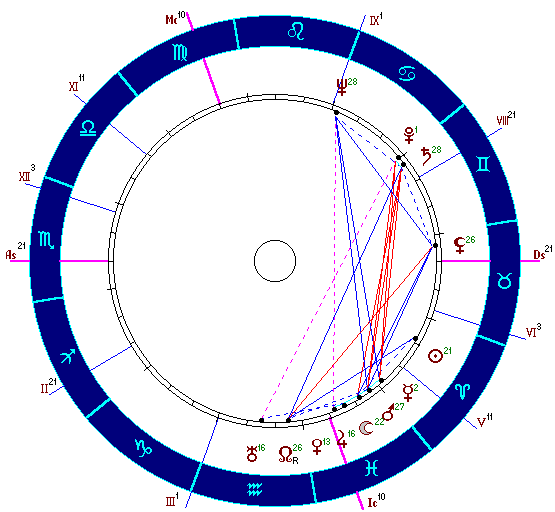 Mc10
IX1
♌
♍
♋
XI11
♆28
♎
♇1
VIII21
♄28
♊
XII3
♏
⚸26
As21
Ds21
♉
VI3
☉21
♐
♈
II21
☿2
♂27
V11
☾22
♃16
♀13
☊R26
♅16
♑
♓
♒
III1
Ic10